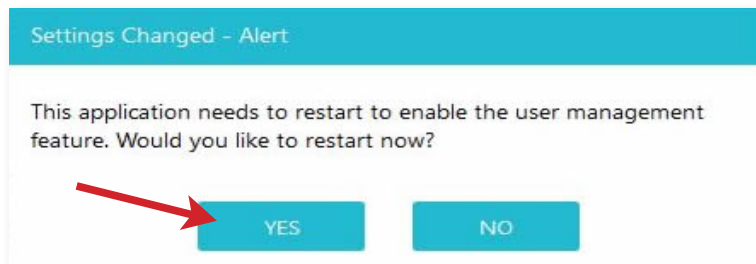 Settings Changed - Alert
This application needs to restart to enable the user management
feature. Would you like to restart now?
YES NO